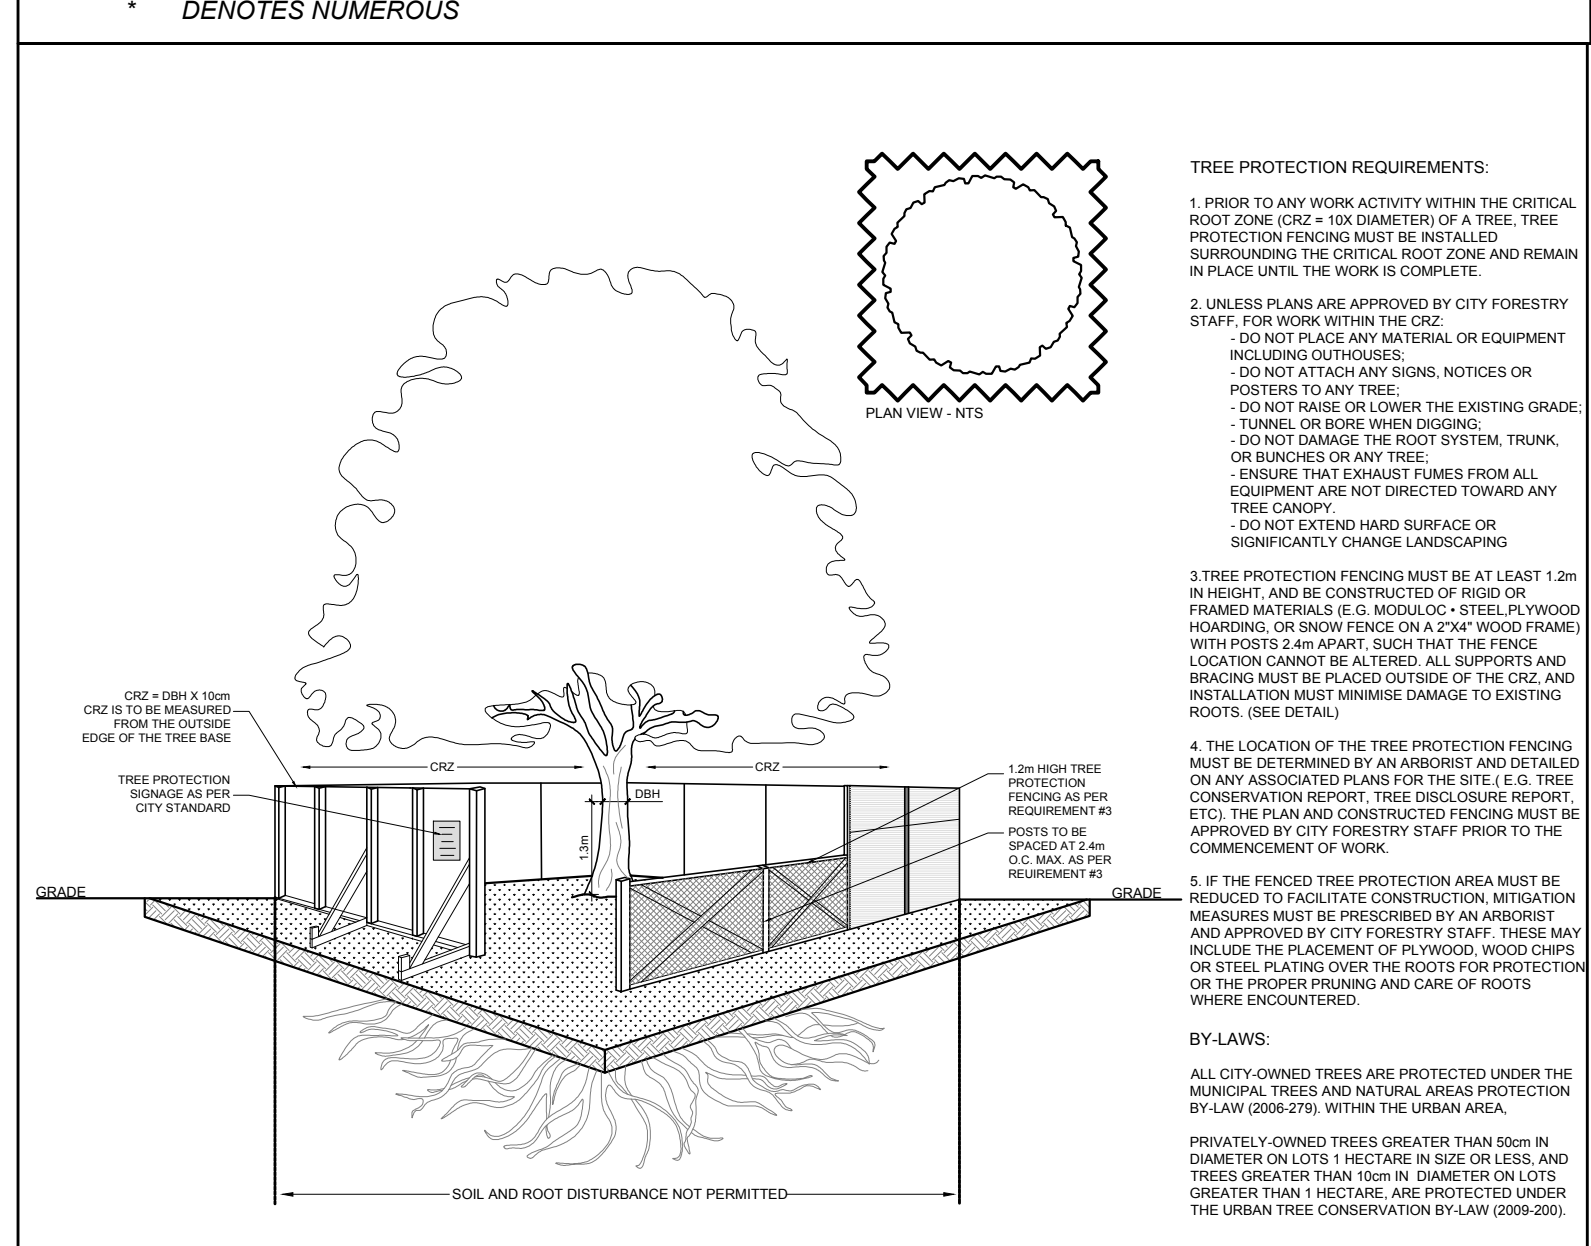 * DENOTES NUMEROUS
PLAN VIEW - NTS
CRZ = DBH X 10cm
CRZ IS TO BE MEASURED
FROM THE OUTSIDE
EDGE OF THE TREE BASE
TREE PROTECTION
SIGNAGE AS PER
CITY STANDARD
CRZ
CRZ
DBH
1.3m
1.2m HIGH TREE
PROTECTION
FENCING AS PER
REQUIREMENT #3
POSTS TO BE
SPACED AT 2.4m
O.C. MAX. AS PER
REUIREMENT #3
GRADE
GRADE
SOIL AND ROOT DISTURBANCE NOT PERMITTED
TREE PROTECTION REQUIREMENTS:
1. PRIOR TO ANY WORK ACTIVITY WITHIN THE CRITICAL
ROOT ZONE (CRZ = 10X DIAMETER) OF A TREE, TREE
PROTECTION FENCING MUST BE INSTALLED
SURROUNDING THE CRITICAL ROOT ZONE AND REMAIN
IN PLACE UNTIL THE WORK IS COMPLETE.
2. UNLESS PLANS ARE APPROVED BY CITY FORESTRY
STAFF, FOR WORK WITHIN THE CRZ:
- DO NOT PLACE ANY MATERIAL OR EQUIPMENT
INCLUDING OUTHOUSES;
- DO NOT ATTACH ANY SIGNS, NOTICES OR
POSTERS TO ANY TREE;
- DO NOT RAISE OR LOWER THE EXISTING GRADE;
- TUNNEL OR BORE WHEN DIGGING;
- DO NOT DAMAGE THE ROOT SYSTEM, TRUNK,
OR BUNCHES OR ANY TREE;
- ENSURE THAT EXHAUST FUMES FROM ALL
EQUIPMENT ARE NOT DIRECTED TOWARD ANY
TREE CANOPY.
- DO NOT EXTEND HARD SURFACE OR
SIGNIFICANTLY CHANGE LANDSCAPING
3.TREE PROTECTION FENCING MUST BE AT LEAST 1.2m
IN HEIGHT, AND BE CONSTRUCTED OF RIGID OR
FRAMED MATERIALS (E.G. MODULOC • STEEL,PLYWOOD
HOARDING, OR SNOW FENCE ON A 2"X4" WOOD FRAME)
WITH POSTS 2.4m APART, SUCH THAT THE FENCE
LOCATION CANNOT BE ALTERED. ALL SUPPORTS AND
BRACING MUST BE PLACED OUTSIDE OF THE CRZ, AND
INSTALLATION MUST MINIMISE DAMAGE TO EXISTING
ROOTS. (SEE DETAIL)
4. THE LOCATION OF THE TREE PROTECTION FENCING
MUST BE DETERMINED BY AN ARBORIST AND DETAILED
ON ANY ASSOCIATED PLANS FOR THE SITE.( E.G. TREE
CONSERVATION REPORT, TREE DISCLOSURE REPORT,
ETC). THE PLAN AND CONSTRUCTED FENCING MUST BE
APPROVED BY CITY FORESTRY STAFF PRIOR TO THE
COMMENCEMENT OF WORK.
5. IF THE FENCED TREE PROTECTION AREA MUST BE
REDUCED TO FACILITATE CONSTRUCTION, MITIGATION
MEASURES MUST BE PRESCRIBED BY AN ARBORIST
AND APPROVED BY CITY FORESTRY STAFF. THESE MAY
INCLUDE THE PLACEMENT OF PLYWOOD, WOOD CHIPS
OR STEEL PLATING OVER THE ROOTS FOR PROTECTION
OR THE PROPER PRUNING AND CARE OF ROOTS
WHERE ENCOUNTERED.
BY-LAWS:
ALL CITY-OWNED TREES ARE PROTECTED UNDER THE
MUNICIPAL TREES AND NATURAL AREAS PROTECTION
BY-LAW (2006-279). WITHIN THE URBAN AREA,
PRIVATELY-OWNED TREES GREATER THAN 50cm IN
DIAMETER ON LOTS 1 HECTARE IN SIZE OR LESS, AND
TREES GREATER THAN 10cm IN DIAMETER ON LOTS
GREATER THAN 1 HECTARE, ARE PROTECTED UNDER
THE URBAN TREE CONSERVATION BY-LAW (2009-200).